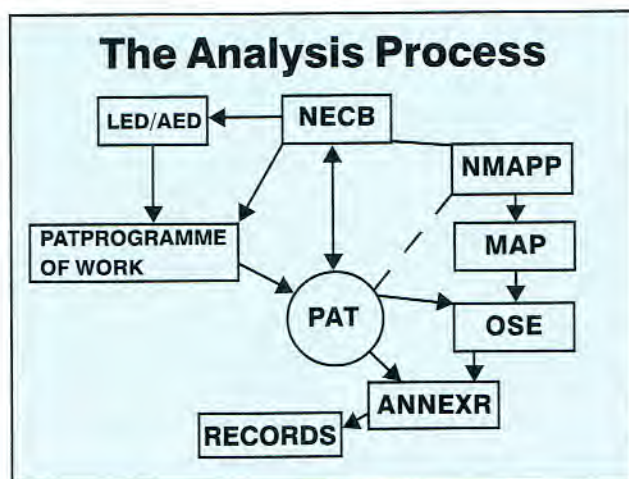 The Analysis Process
LED/AED
NECB
NMAPP
PATPROGRAMME
OF WORK
MAP
PAT
OSE
ANNEXR
RECORDS